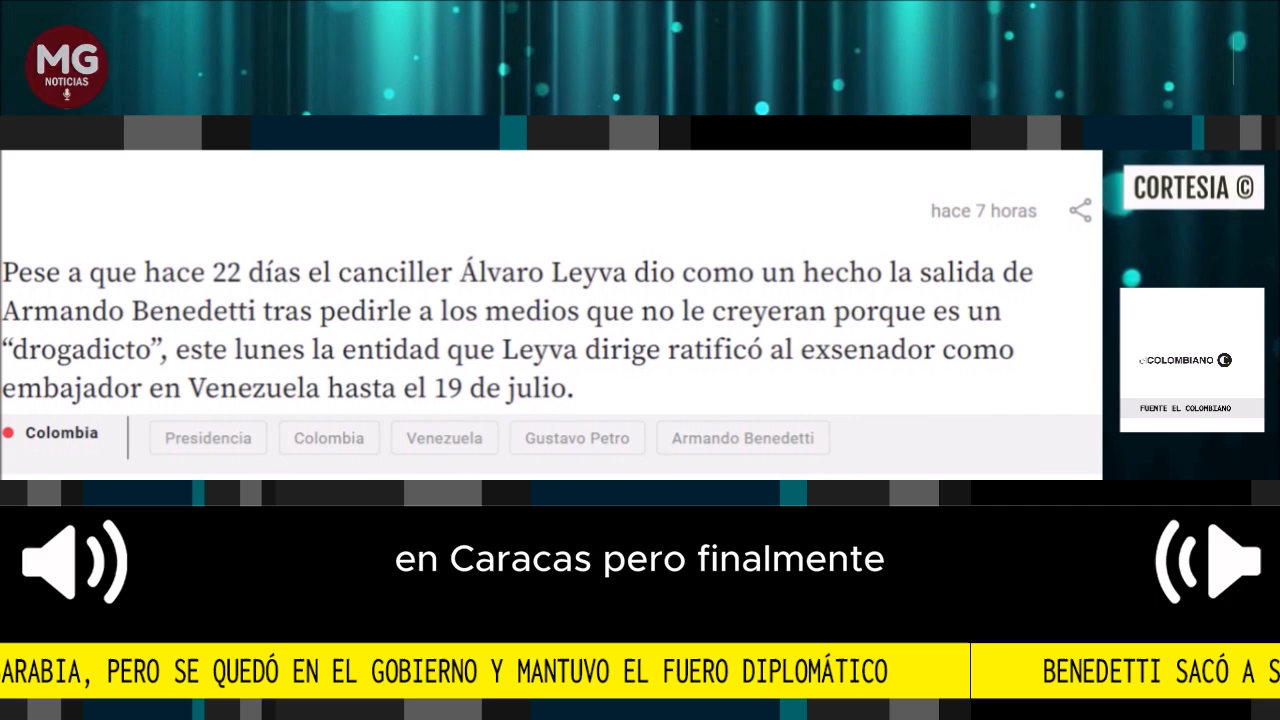 MG
NOTICIAS
CORTESIA ©
hace 7 horas
Pese a que hace 22 días el canciller Álvaro Leyva dio como un hecho la salida de
Armando Benedetti tras pedirle a los medios que no le creyeran porque es un
“drogadicto”, este lunes la entidad que Leyva dirige ratificó al exsenador como
embajador en Venezuela hasta el 19 de julio.
elCOLOMBIANO C
FUENTE EL COLOMBIANO
Colombia
Presidencia
Colombia
Venezuela
Gustavo Petro
Armando Benedetti
en Caracas pero finalmente
ARABIA, PERO SE QUEDÓ EN EL GOBIERNO Y MANTUVO EL FUERO DIPLOMÁTICO
BENEDETTI SACÓ A S